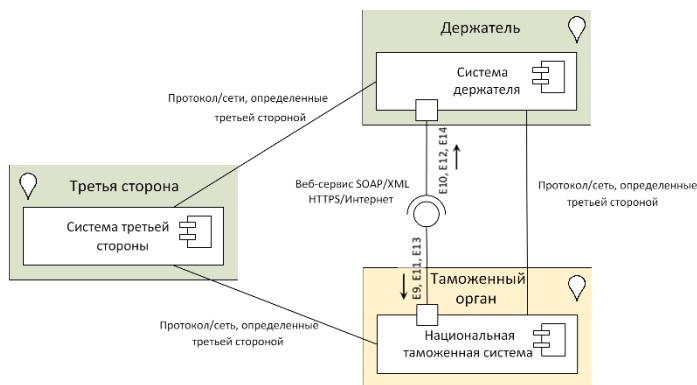 Держатель
Система
держателя
Протокол/сети, определенные
третьей стороной
E10, E12, E14
Третья сторона
Система третьей
стороны
Веб-сервис SOAP/XML
HTTPS/Интернет
Протокол/сеть, определенные
третьей стороной
E9, E11, E13
Таможенный
орган
Протокол/сеть, определенные
третьей стороной
Национальная
таможенная система